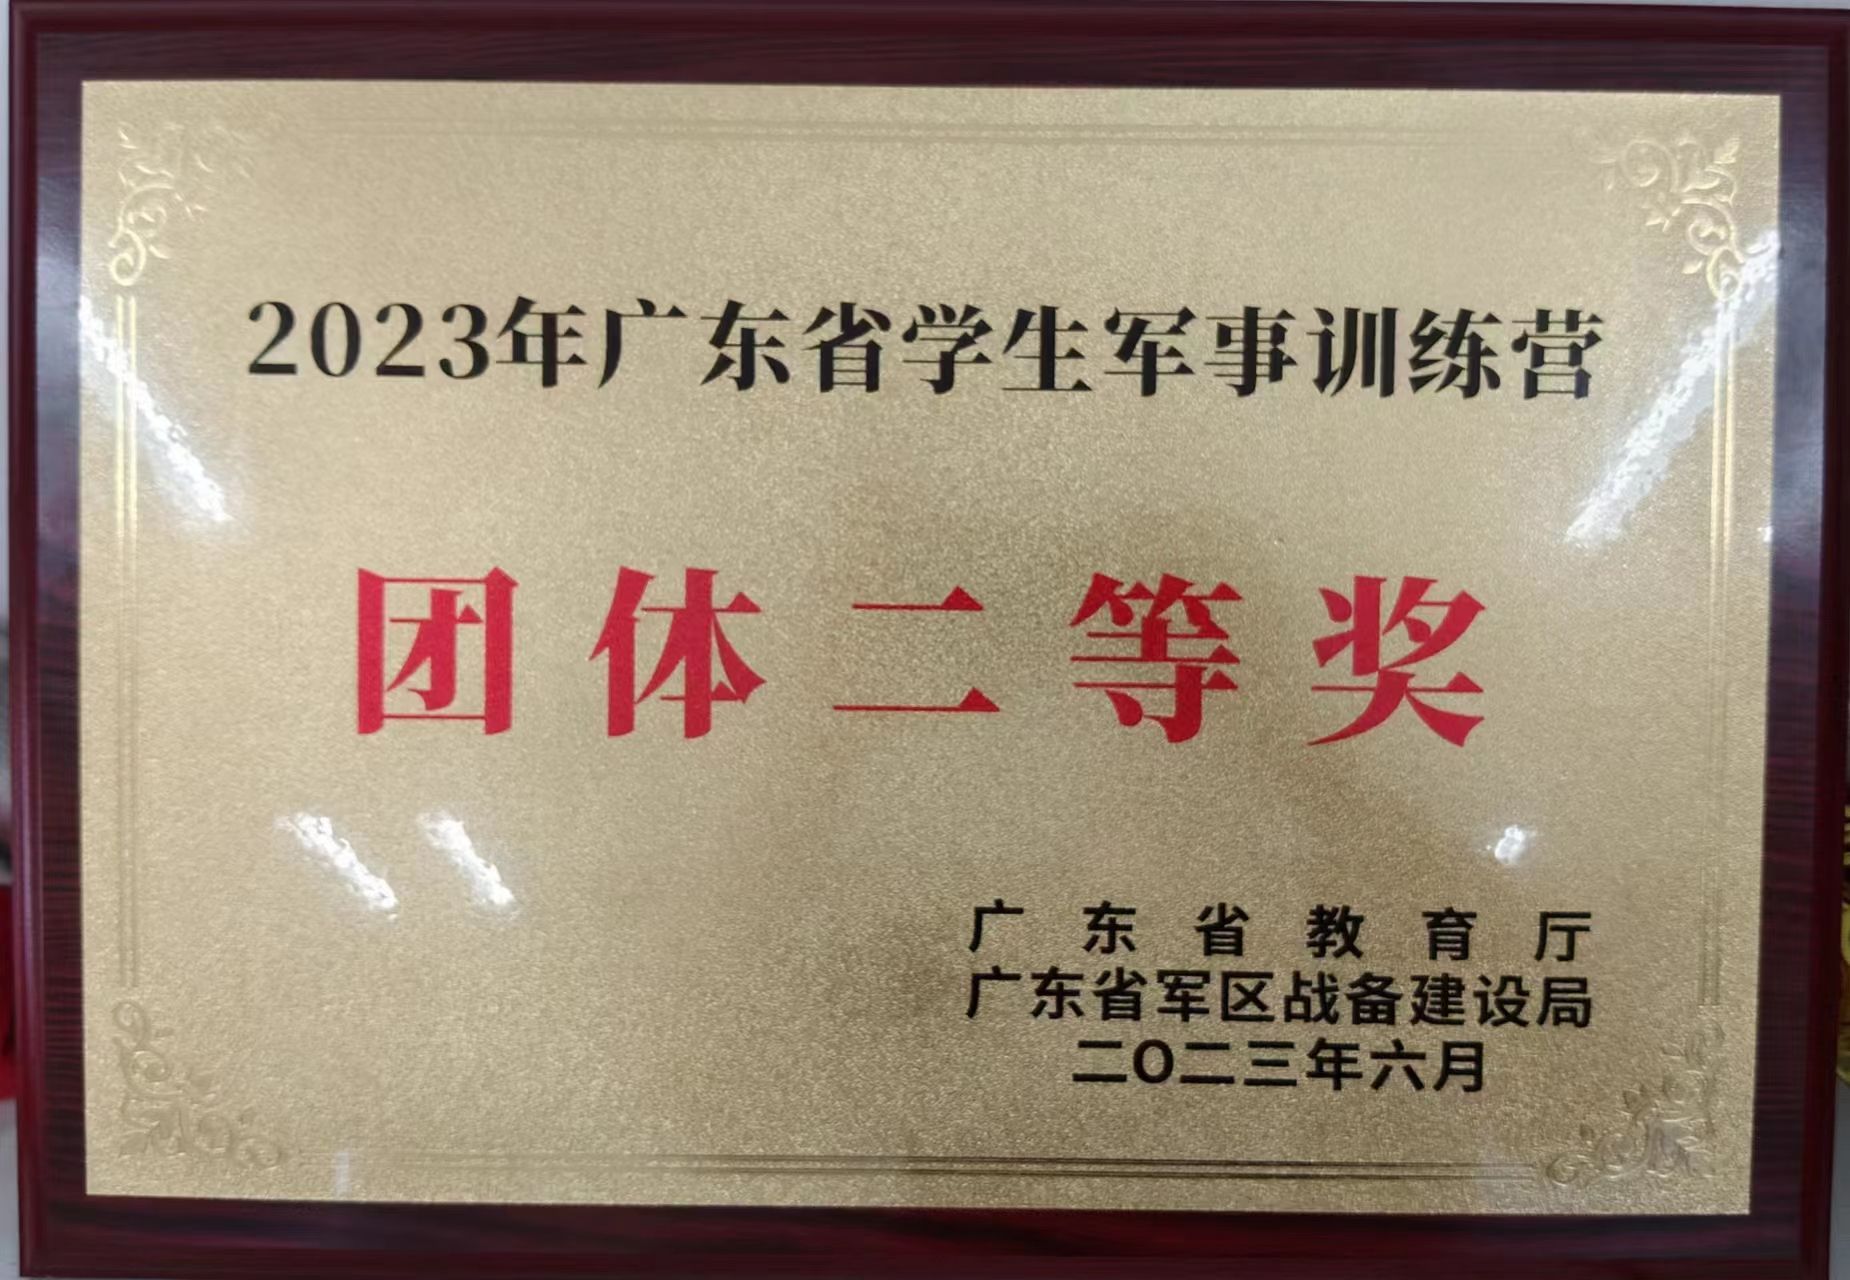 2023年广东省学生军事训练营
团体二等奖
广东省教育厅
广东省军区战备建设局
二〇二三年六月